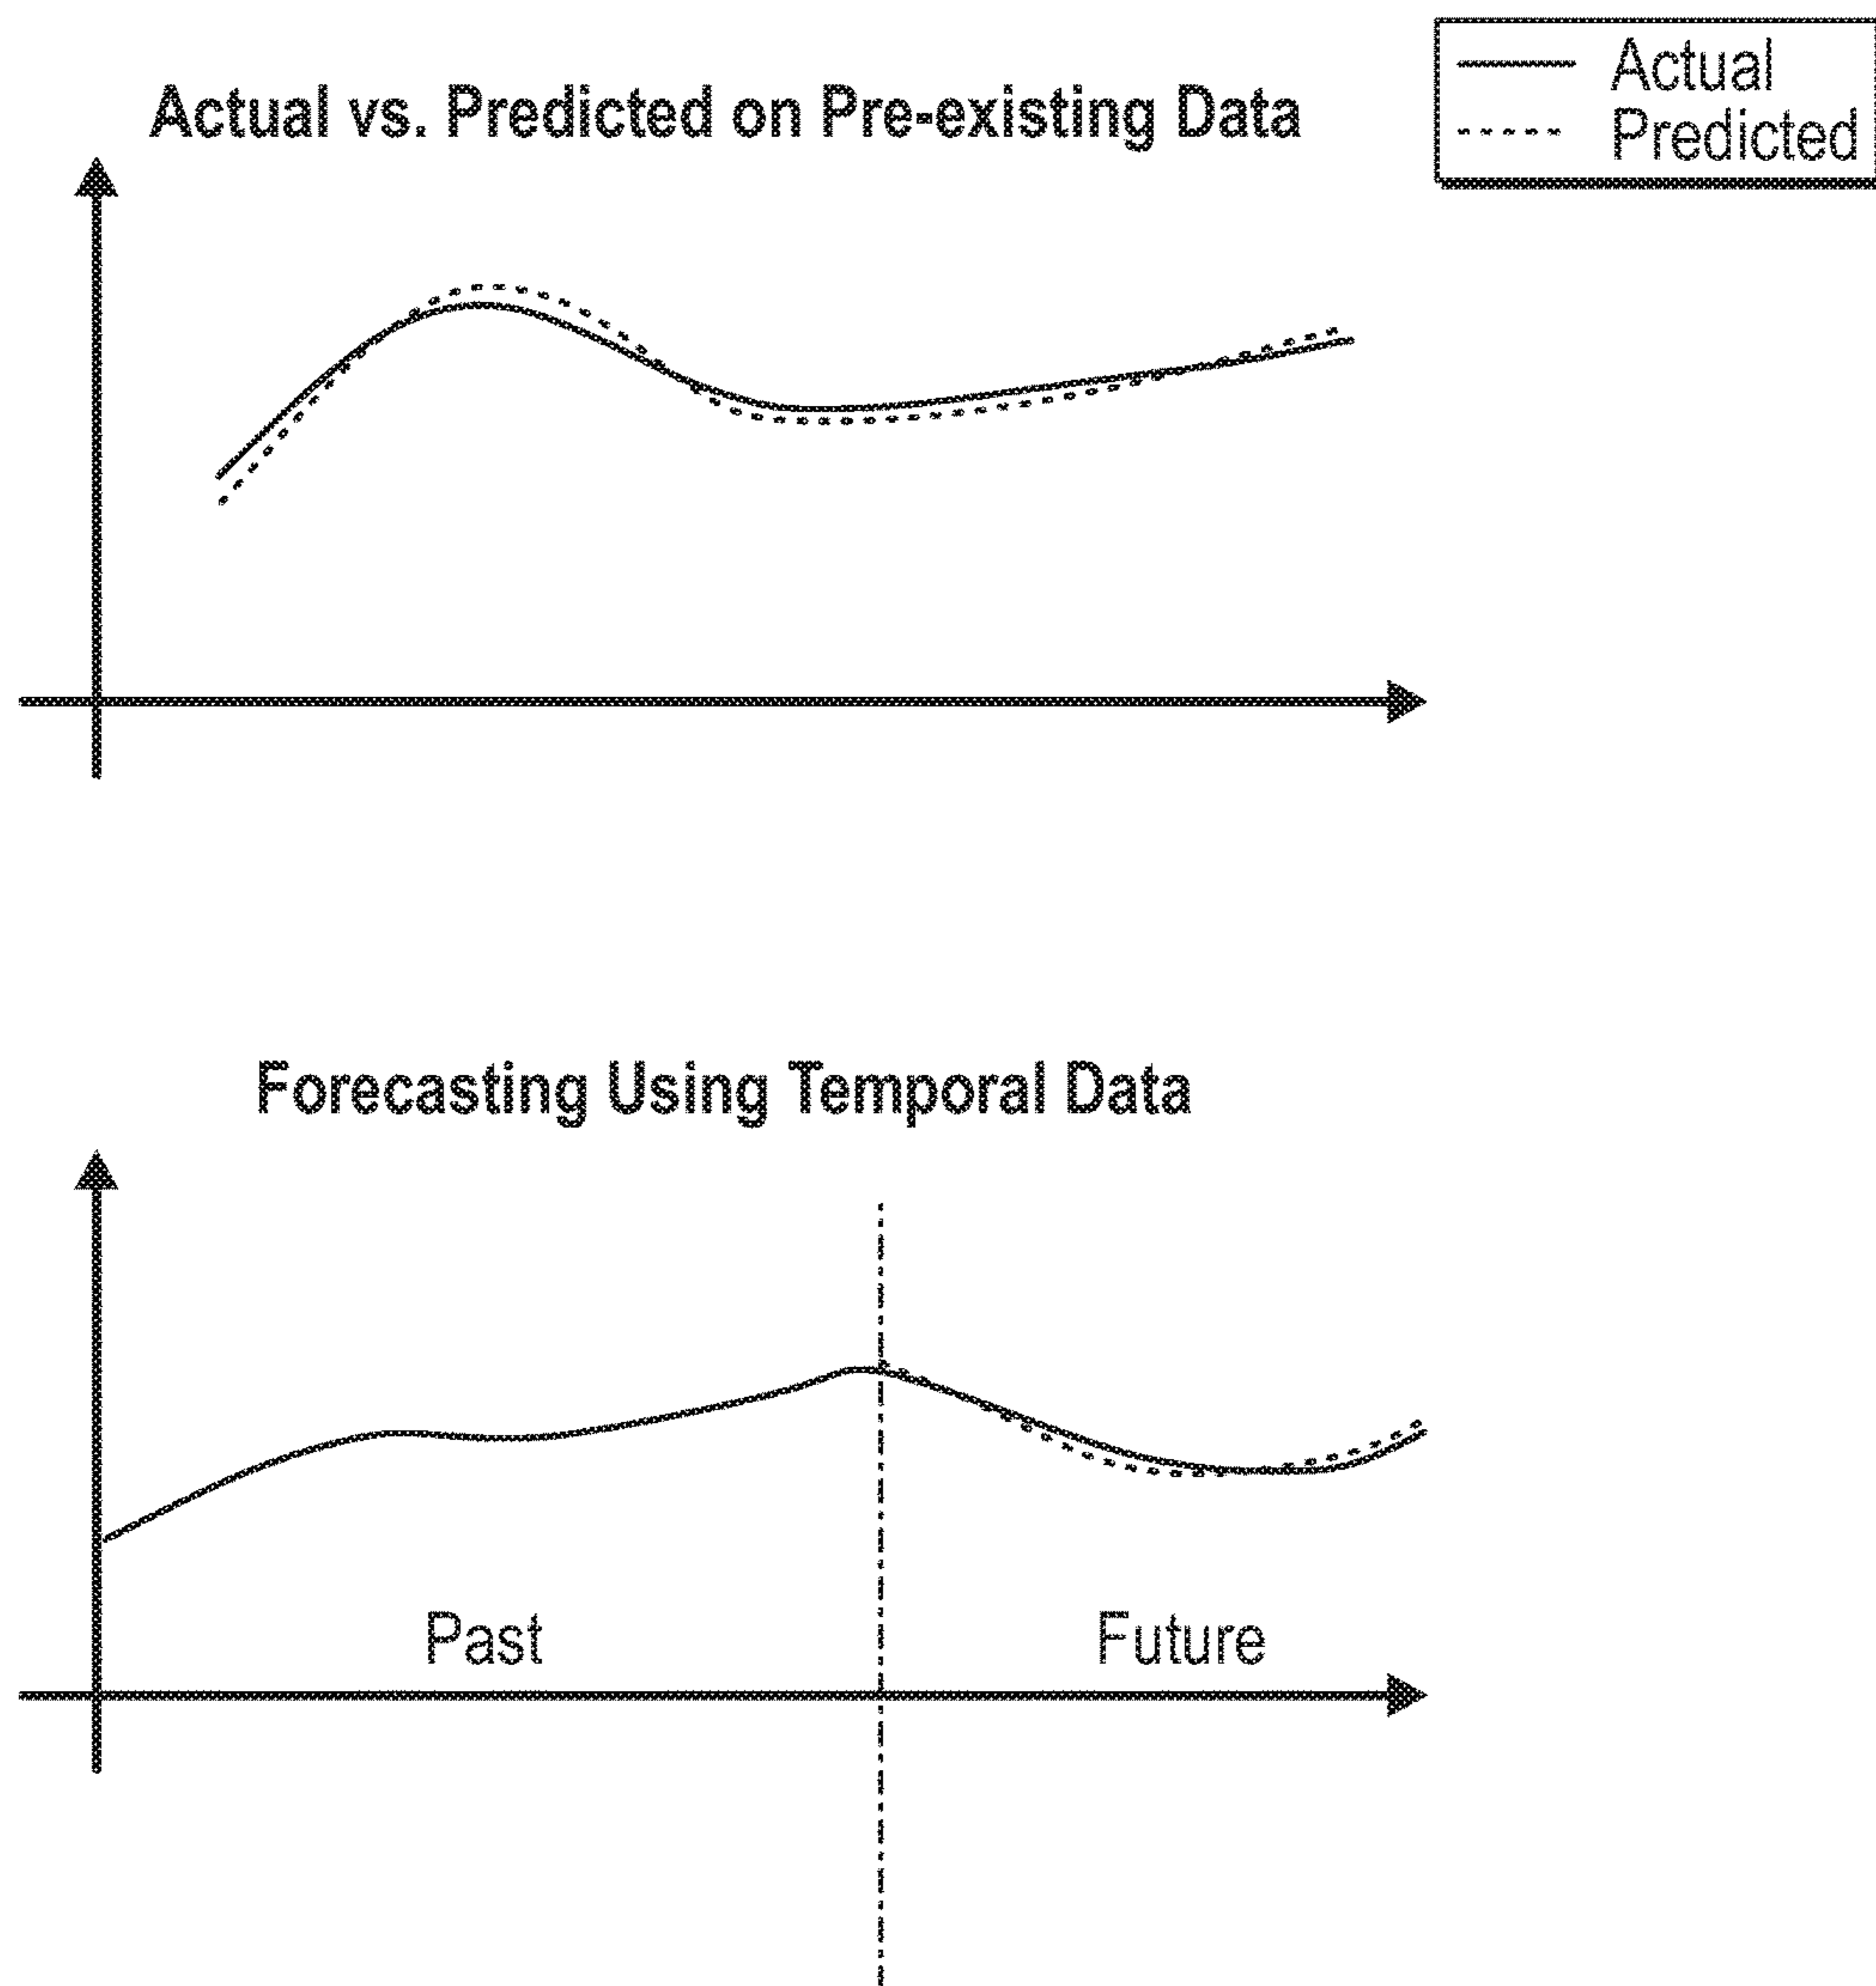 Actual vs. Predicted on Pre-existing Data
Actual
Predicted
Forecasting Using Temporal Data
Past
Future